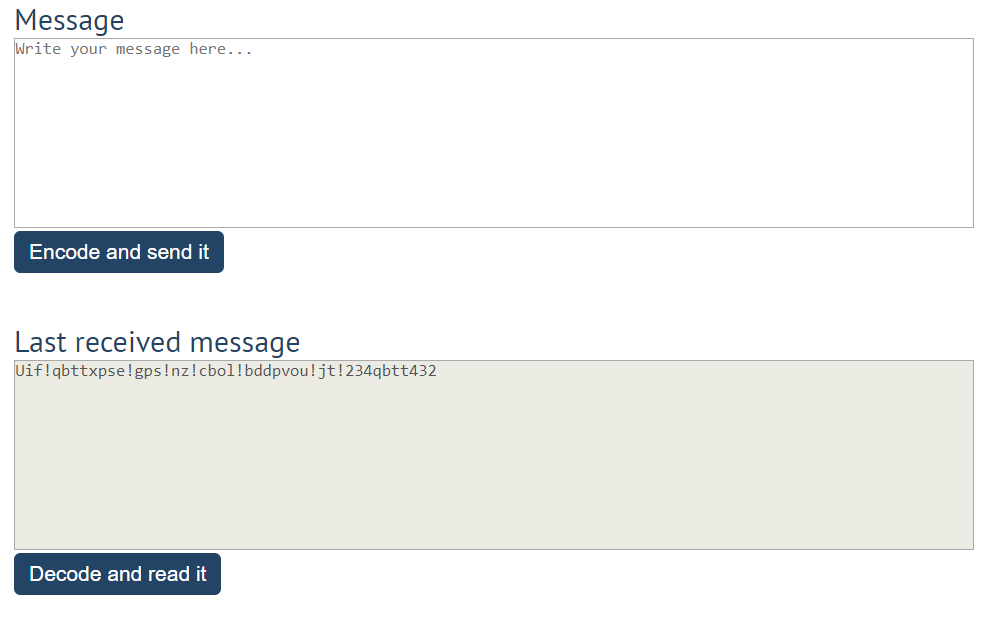 Message
Write your message here...
Encode and send it
Last received message
Uif!qbttxpse!gps!nz!cbol!bddpvou!jt!234qbtt432
Decode and read it